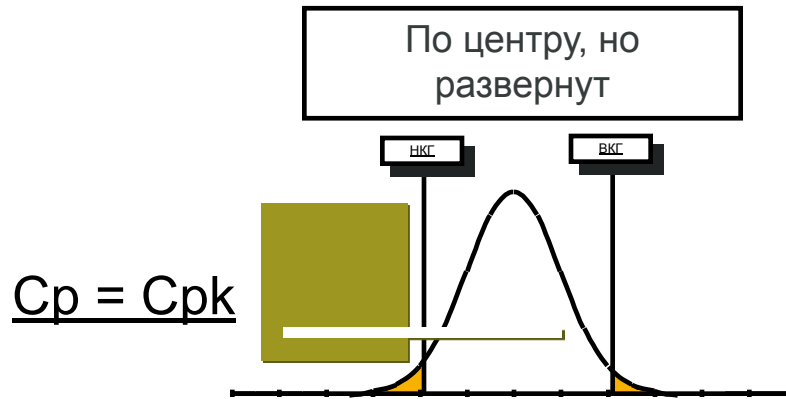 По центру, но
развернут
НКГ
ВКГ
Cp = Cpk